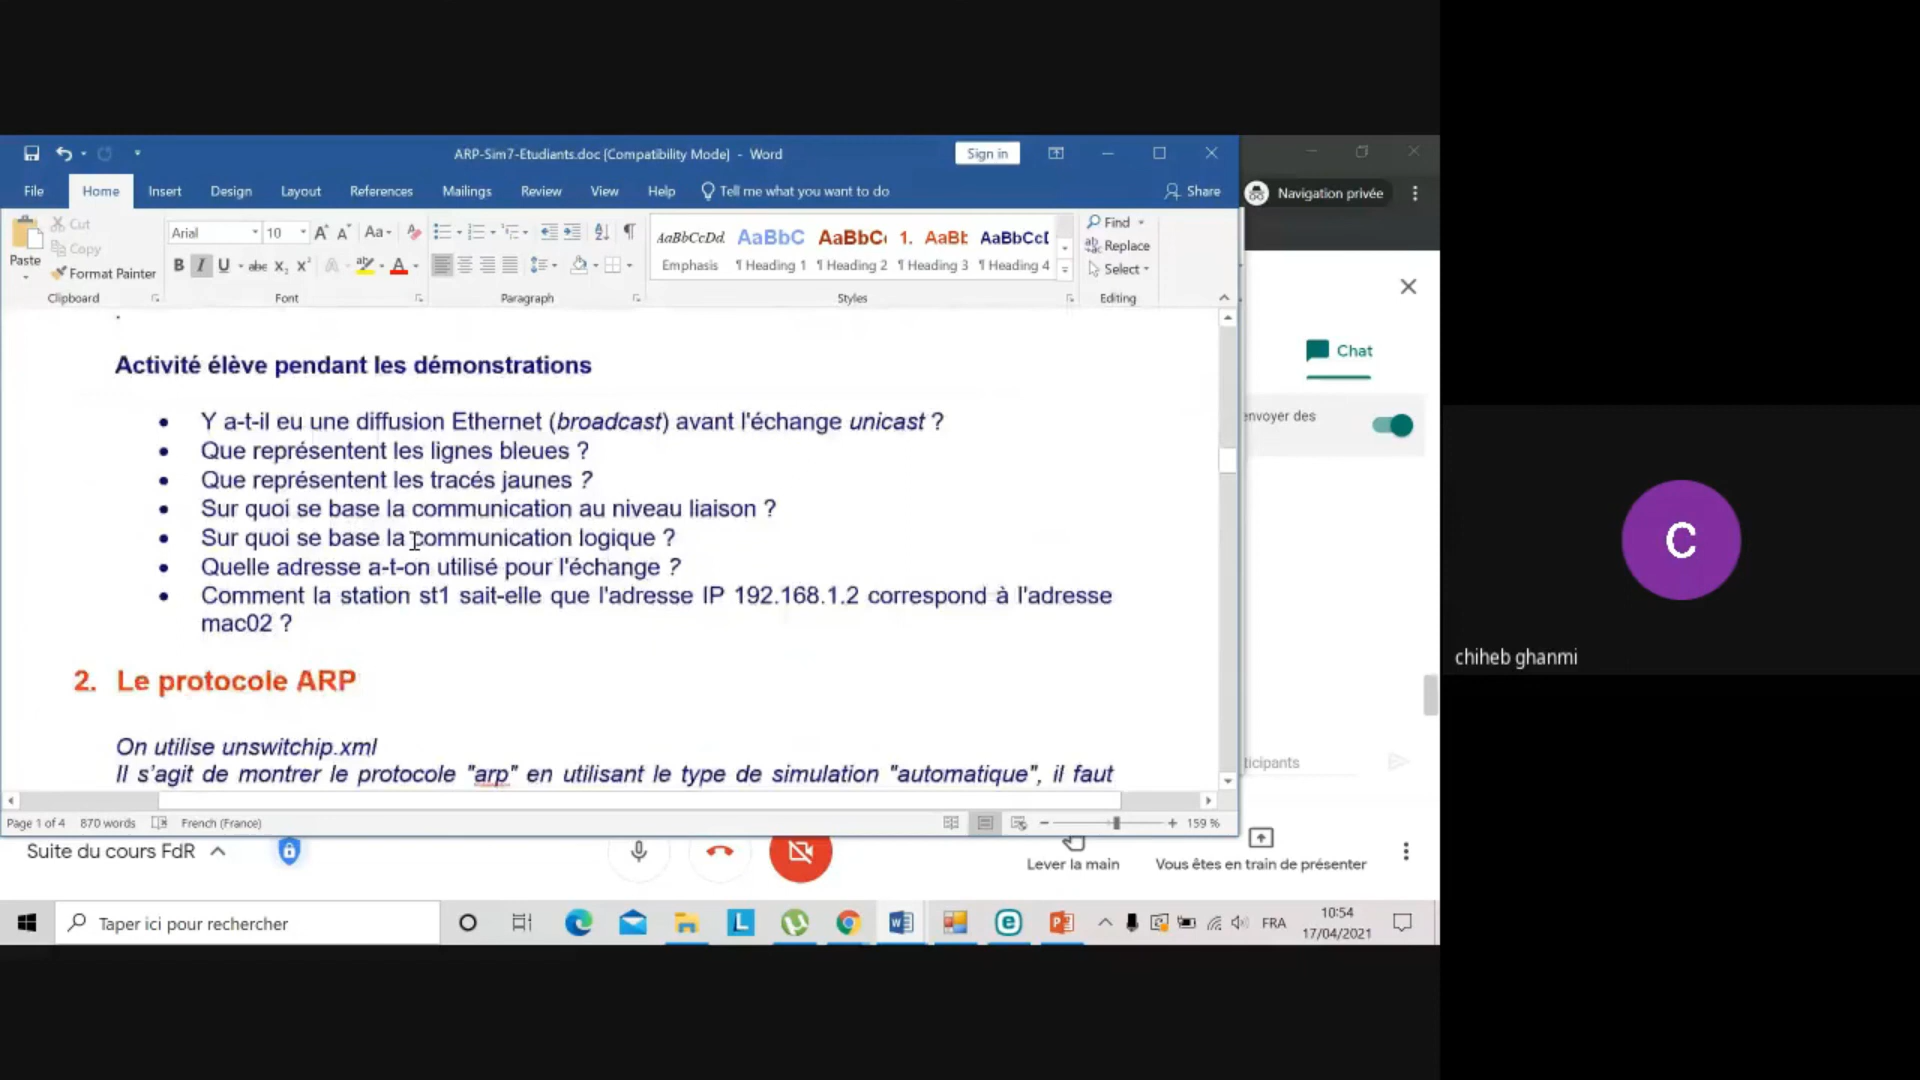 ARP-Sim7-Etudiants.doc [Compatibility Mode] - Word
Sign in
File Home Insert Design Layout References Mailings Review View Help Tell me what you want to do Share
Navigation privée
Paste
Cut
Copy
Format Painter
Clipboard
Arial 10
Font
Paragraph
AaBbCcDd. AaBbC AaBbC AaBb AaBbCcI
Emphasis ¶ Heading 1 ¶ Heading 2 ¶ Heading 3 ¶ Heading 4
Styles
Find
Replace
Select
Editing
Activité élève pendant les démonstrations
• Y a-t-il eu une diffusion Ethernet (broadcast) avant l'échange unicast ?
• Que représentent les lignes bleues ?
• Que représentent les tracés jaunes ?
• Sur quoi se base la communication au niveau liaison ?
• Sur quoi se base la communication logique ?
• Quelle adresse a-t-on utilisé pour l'échange ?
• Comment la station st1 sait-elle que l'adresse IP 192.168.1.2 correspond à l'adresse
mac02 ?
2. Le protocole ARP
On utilise unswitchip.xml
Il s'agit de montrer le protocole "arp" en utilisant le type de simulation "automatique", il faut
Page 1 of 4 870 words French (France) 159 %
Chat
envoyer des
ticipants
Suite du cours FdR
Lever la main
Vous êtes en train de présenter
Taper ici pour rechercher
FRA
10:54
17/04/2021
C
chiheb ghanmi